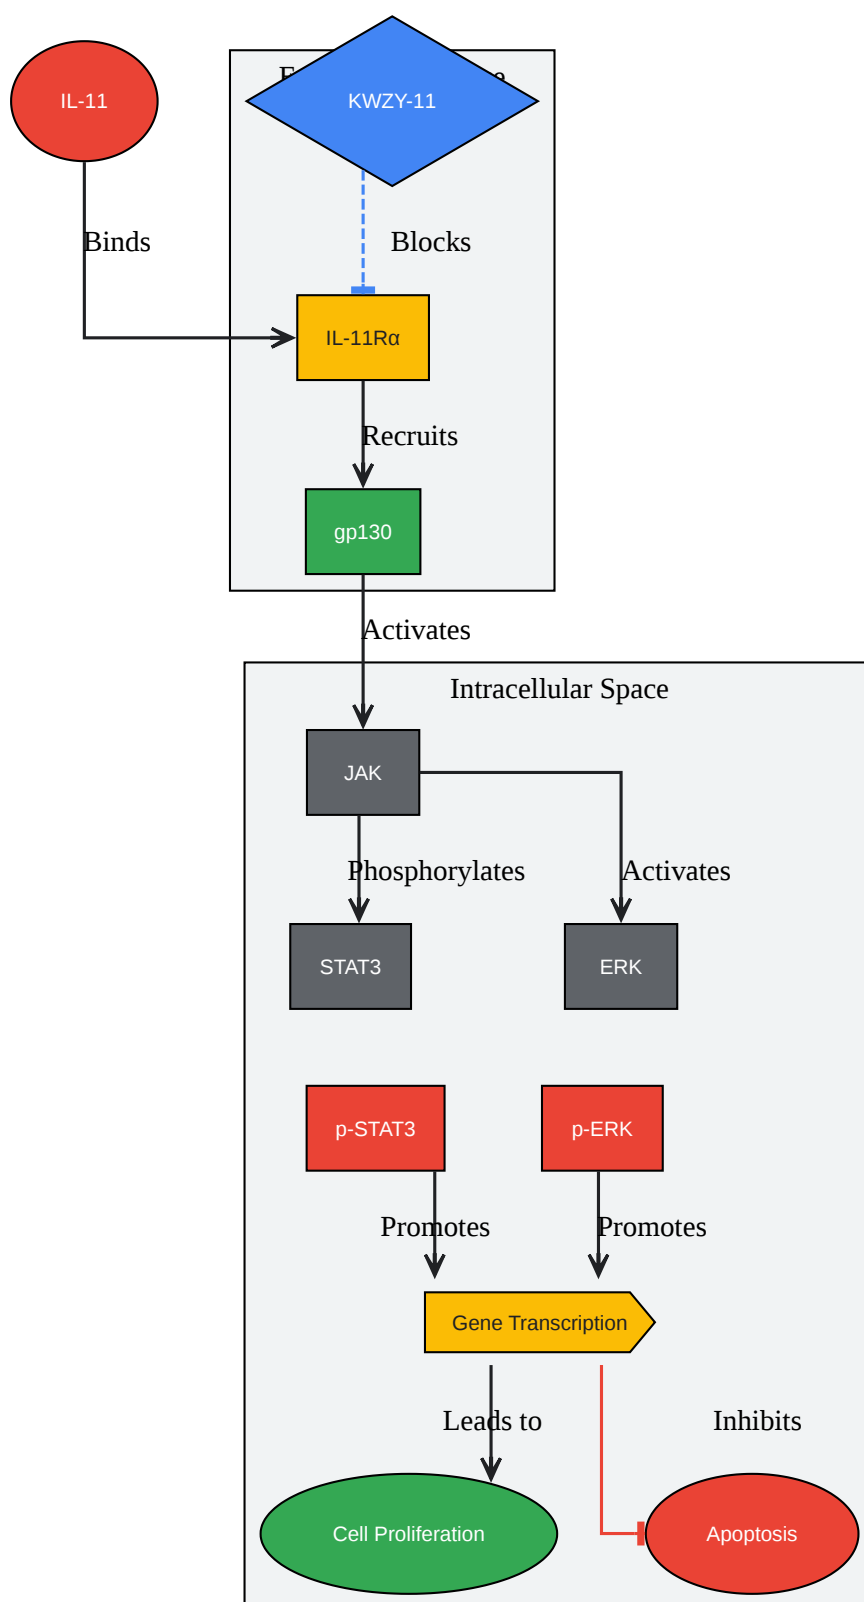 IL-11
KWZY-11
Binds
Blocks
IL-11Rα
Recruits
gp130
Activates
Intracellular Space
JAK
Phosphorylates
Activates
STAT3
ERK
p-STAT3
p-ERK
Promotes
Promotes
Gene Transcription
Leads to
Inhibits
Cell Proliferation
Apoptosis